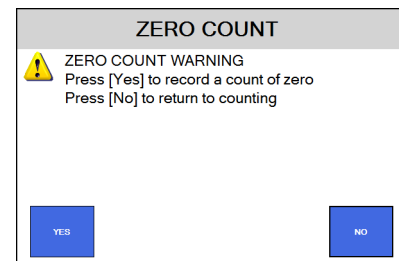 ZERO COUNT
ZERO COUNT WARNING
Press [Yes] to record a count of zero
Press [No] to return to counting
YES
NO